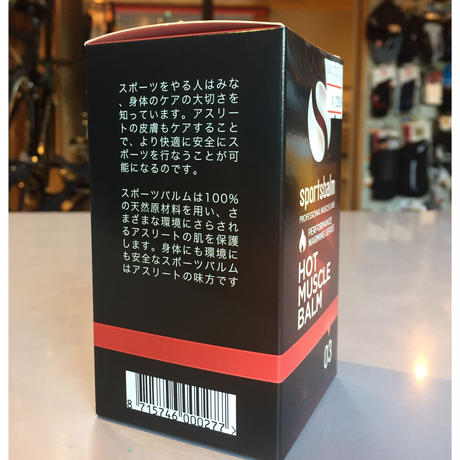 スポーツをやる人はみな
、身体のケアの大切さを
知っています。アスリー
トの皮膚もケアすること
で、より快適に安全にス
ポーツを行なうことが可
能になるのです。
スポーツバルムは100%
の天然原材料を用い、さ
まざまな環境にさらされ
るアスリートの肌を保護
します。身体にも環境に
も安全なスポーツバルム
はアスリートの味方です
8 715746 000277 >
sportsbalm
PROFESSIONAL MUSCLE CARE
PERFORMANCE
WARMING SERIES
HOT
MUSCLE
BALM
03